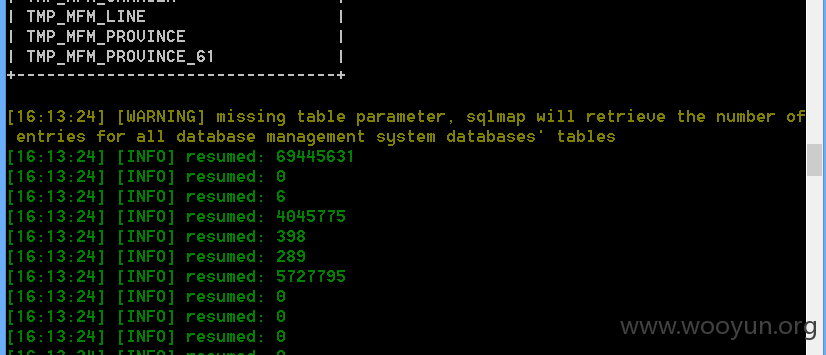 | TMP_MFM_LINE |
| TMP_MFM_PROVINCE |
| TMP_MFM_PROVINCE_61 |
+---------------------------------+
[16:13:24] [WARNING] missing table parameter, sqlmap will retrieve the number of
entries for all database management system databases' tables
[16:13:24] [INFO] resumed: 69445631
[16:13:24] [INFO] resumed: 0
[16:13:24] [INFO] resumed: 6
[16:13:24] [INFO] resumed: 4045775
[16:13:24] [INFO] resumed: 398
[16:13:24] [INFO] resumed: 289
[16:13:24] [INFO] resumed: 5727795
[16:13:24] [INFO] resumed: 0
[16:13:24] [INFO] resumed: 0
[16:13:24] [INFO] resumed: 0
www.wooyun.org